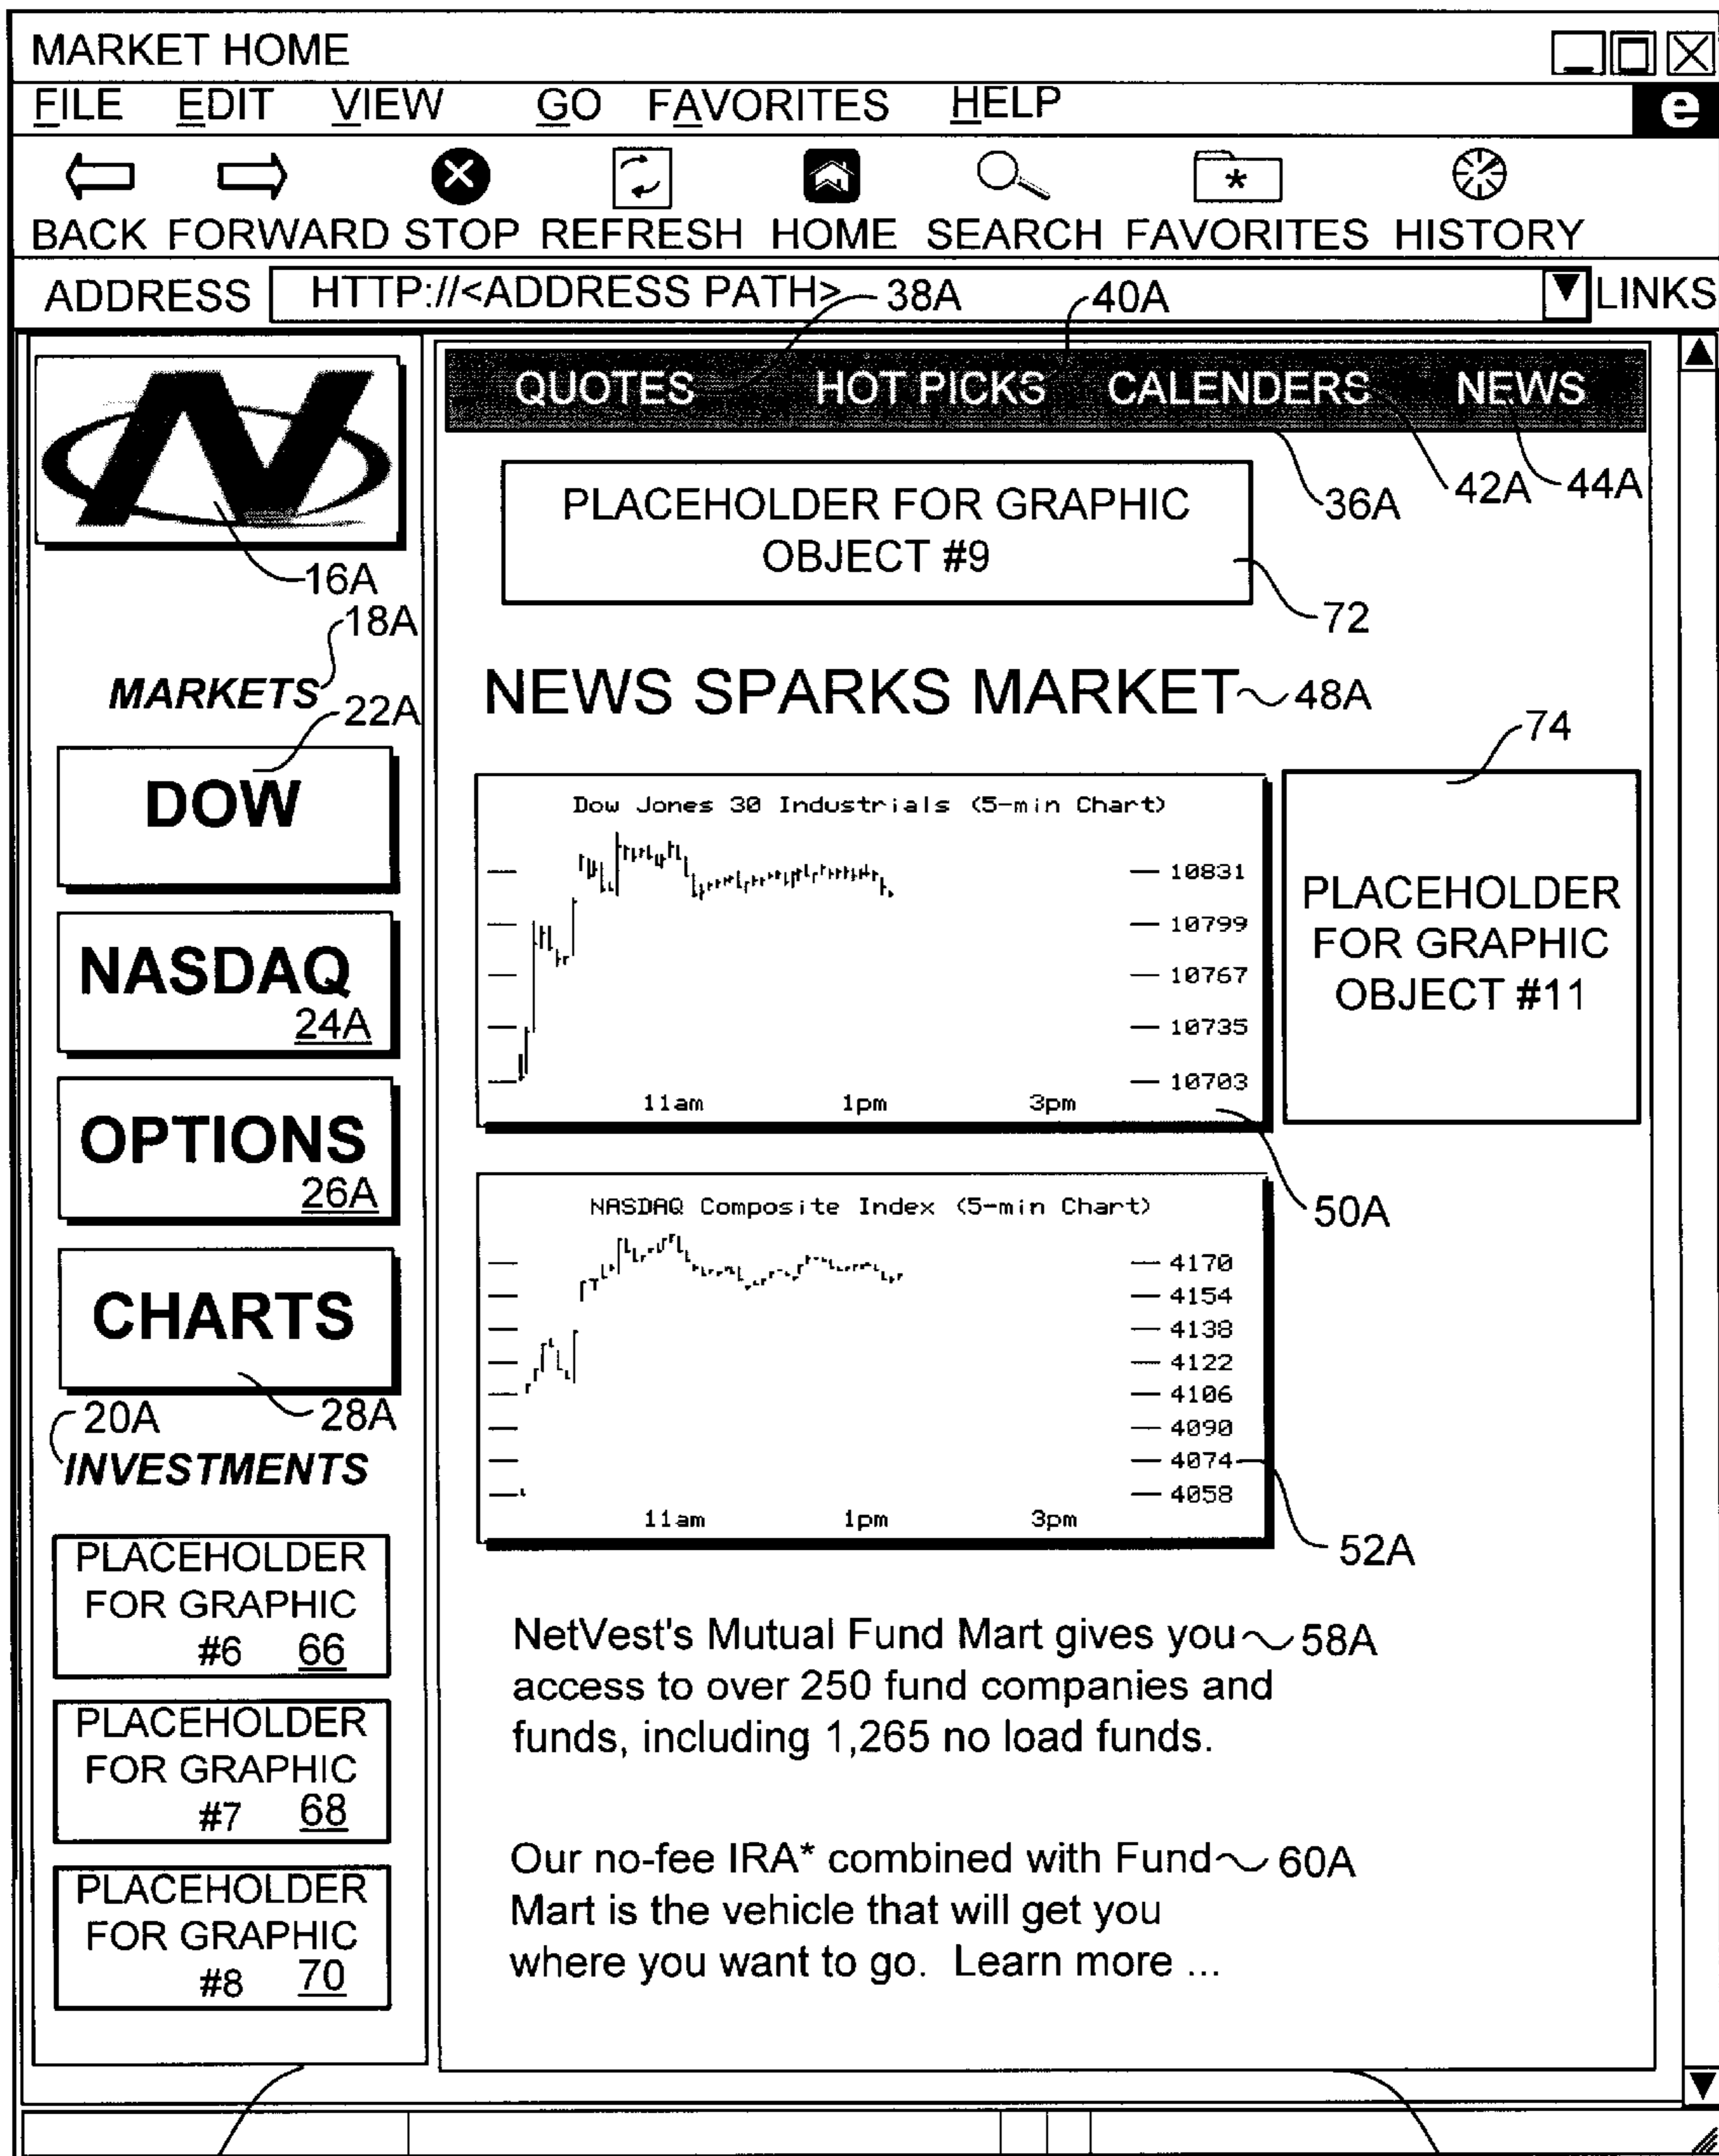 MARKET HOME
FILE EDIT VIEW GO FAVORITES HELP
e
BACK FORWARD STOP REFRESH HOME SEARCH FAVORITES HISTORY
ADDRESS HTTP://<ADDRESS PATH> LINKS
38A
40A
N
16A
18A
MARKETS
22A
DOW
NASDAQ
24A
OPTIONS
26A
CHARTS
28A
20A
INVESTMENTS
PLACEHOLDER
FOR GRAPHIC
#6 66
PLACEHOLDER
FOR GRAPHIC
#7 68
PLACEHOLDER
FOR GRAPHIC
#8 70
QUOTES HOT PICKS CALENDERS NEWS
36A
42A
44A
PLACEHOLDER FOR GRAPHIC
OBJECT #9
72
NEWS SPARKS MARKET
48A
74
Dow Jones 30 Industrials (5-min Chart)
10831
10799
10767
10735
10703
11am 1pm 3pm
50A
PLACEHOLDER
FOR GRAPHIC
OBJECT #11
NASDAQ Composite Index (5-min Chart)
4170
4154
4138
4122
4106
4090
4074
4058
11am 1pm 3pm
52A
NetVest's Mutual Fund Mart gives you
58A
access to over 250 fund companies and
funds, including 1,265 no load funds.
Our no-fee IRA* combined with Fund
60A
Mart is the vehicle that will get you
where you want to go. Learn more ...